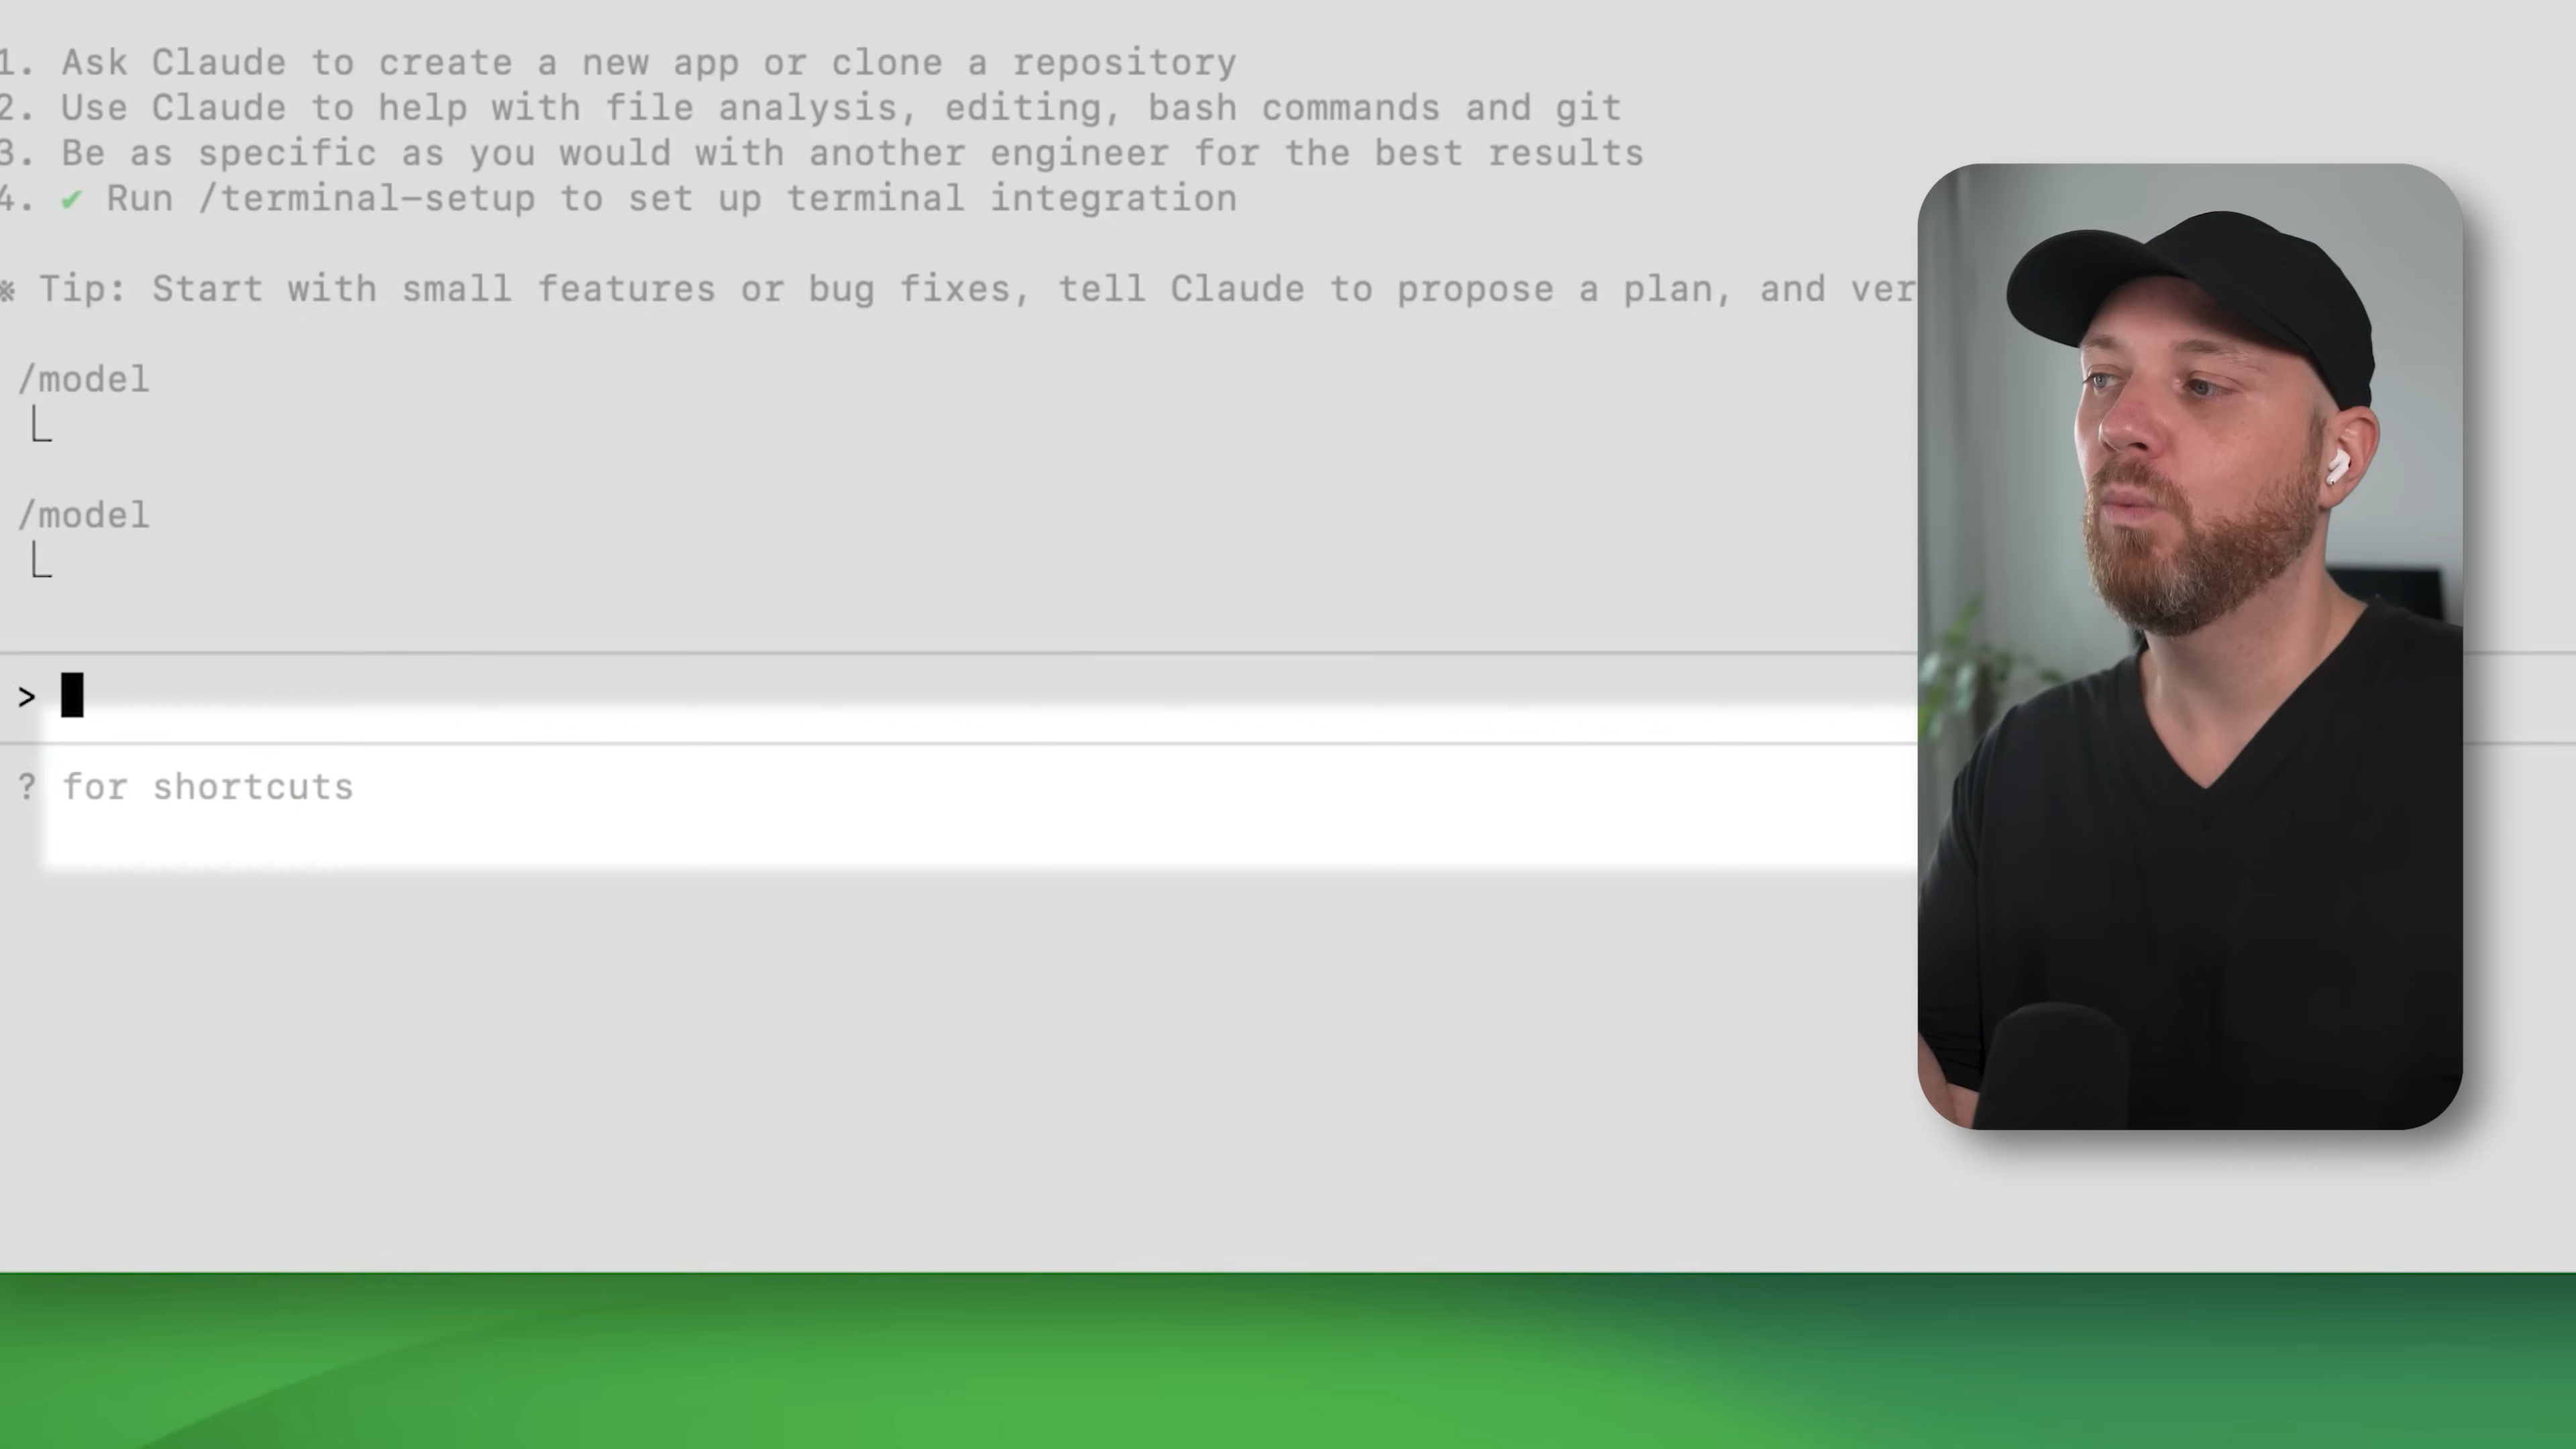 1. Ask Claude to create a new app or clone a repository
2. Use Claude to help with file analysis, editing, bash commands and git
3. Be as specific as you would with another engineer for the best results
4. ✔ Run /terminal-setup to set up terminal integration
※ Tip: Start with small features or bug fixes, tell Claude to propose a plan, and ver
/model
/model
>
? for shortcuts